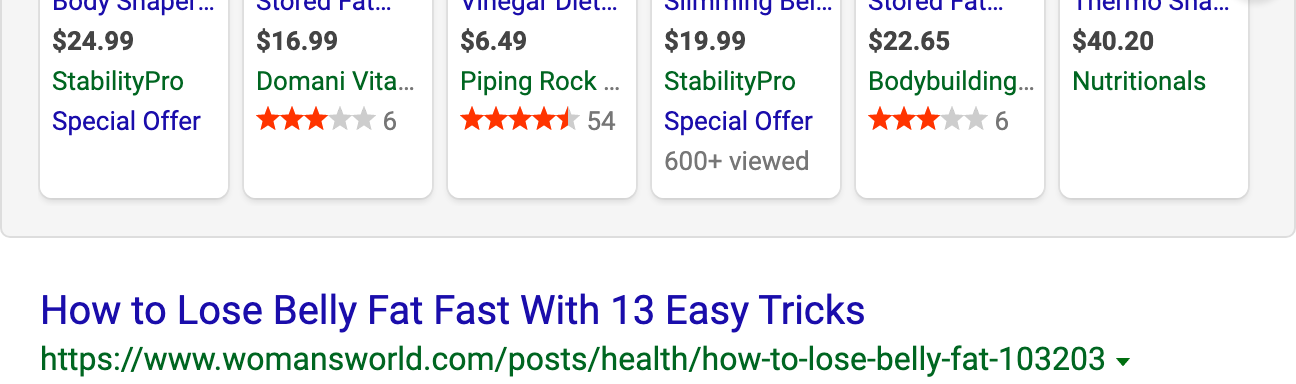 Body Shaper...
Stored Fat...
Vinegar Diet...
Slimming Bel...
Stored Fat...
Thermo Sha...
$24.99
$16.99
$6.49
$19.99
$22.65
$40.20
StabilityPro
Domani Vita...
Piping Rock ...
StabilityPro
Bodybuilding...
Nutritionals
Special Offer
6
54
Special Offer
6
600+ viewed
How to Lose Belly Fat Fast With 13 Easy Tricks
https://www.womansworld.com/posts/health/how-to-lose-belly-fat-103203